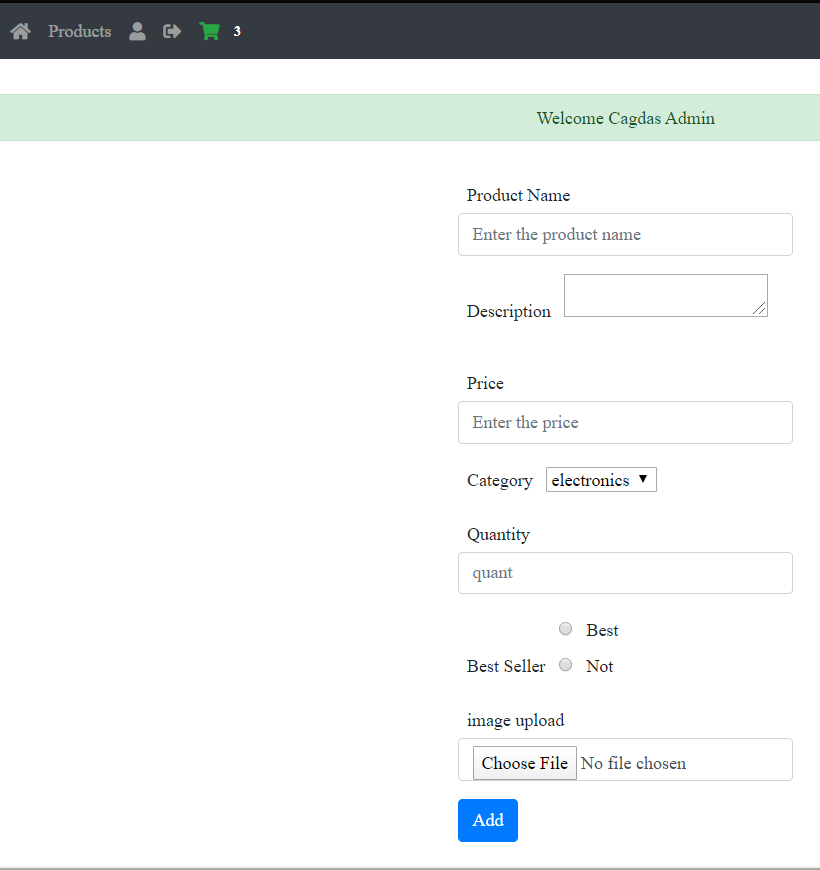 Products 3
Welcome Cagdas Admin
Product Name
Enter the product name
Description
Price
Enter the price
Category electronics
Quantity
quant
Best
Best Seller Not
image upload
Choose File No file chosen
Add